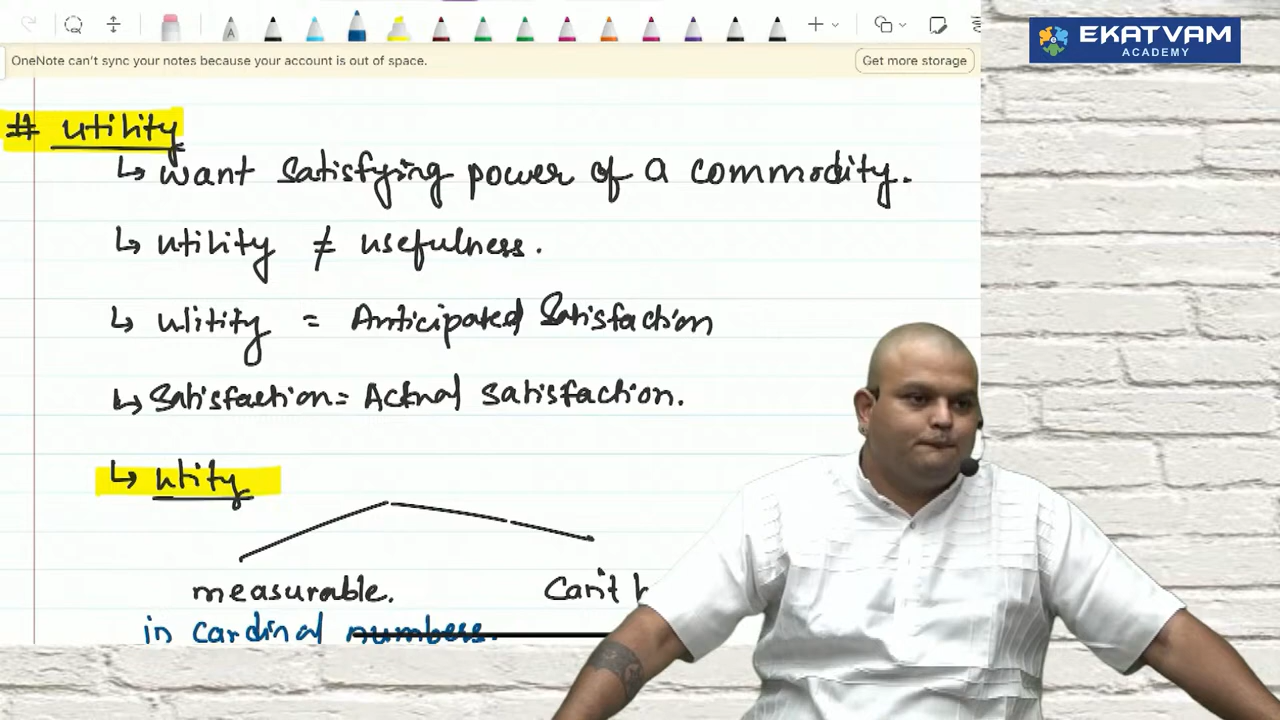 EKATVAM
ACADEMY
OneNote can't sync your notes because your account is out of space.
Get more storage
# utility
↳ want satisfying power of a commodity.
↳ utility ≠ usefulness.
↳ Ulitity = Anticipated Satisfaction
↳ Satisfaction = Actual satisfaction.
↳ utity
measurable. Can't
in cardinal numbers.